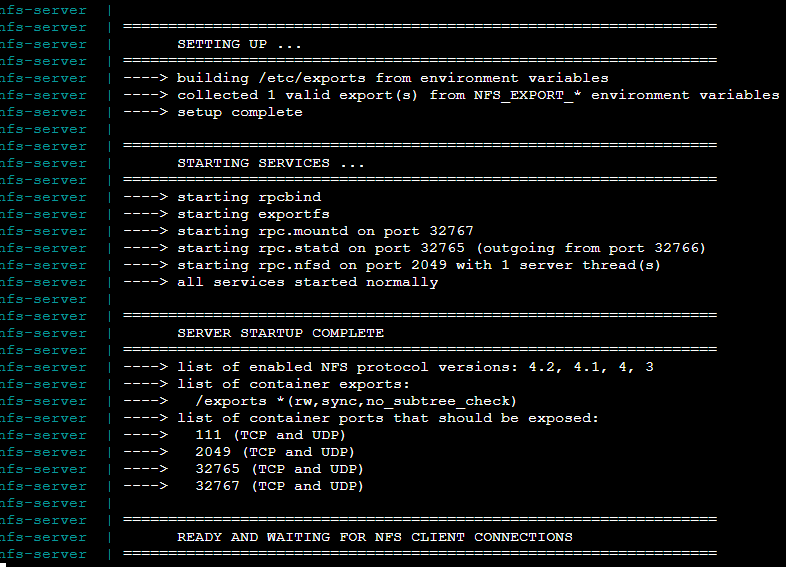 nfs-server |
nfs-server | ==================================================================
nfs-server | SETTING UP ...
nfs-server | ==================================================================
nfs-server | ----> building /etc/exports from environment variables
nfs-server | ----> collected 1 valid export(s) from NFS_EXPORT_* environment variables
nfs-server | ----> setup complete
nfs-server |
nfs-server | ==================================================================
nfs-server | STARTING SERVICES ...
nfs-server | ==================================================================
nfs-server | ----> starting rpcbind
nfs-server | ----> starting exportfs
nfs-server | ----> starting rpc.mountd on port 32767
nfs-server | ----> starting rpc.statd on port 32765 (outgoing from port 32766)
nfs-server | ----> starting rpc.nfsd on port 2049 with 1 server thread(s)
nfs-server | ----> all services started normally
nfs-server |
nfs-server | ==================================================================
nfs-server | SERVER STARTUP COMPLETE
nfs-server | ==================================================================
nfs-server | ----> list of enabled NFS protocol versions: 4.2, 4.1, 4, 3
nfs-server | ----> list of container exports:
nfs-server | ----> /exports *(rw,sync,no_subtree_check)
nfs-server | ----> list of container ports that should be exposed:
nfs-server | ----> 111 (TCP and UDP)
nfs-server | ----> 2049 (TCP and UDP)
nfs-server | ----> 32765 (TCP and UDP)
nfs-server | ----> 32767 (TCP and UDP)
nfs-server |
nfs-server | ==================================================================
nfs-server | READY AND WAITING FOR NFS CLIENT CONNECTIONS
nfs-server | ==================================================================